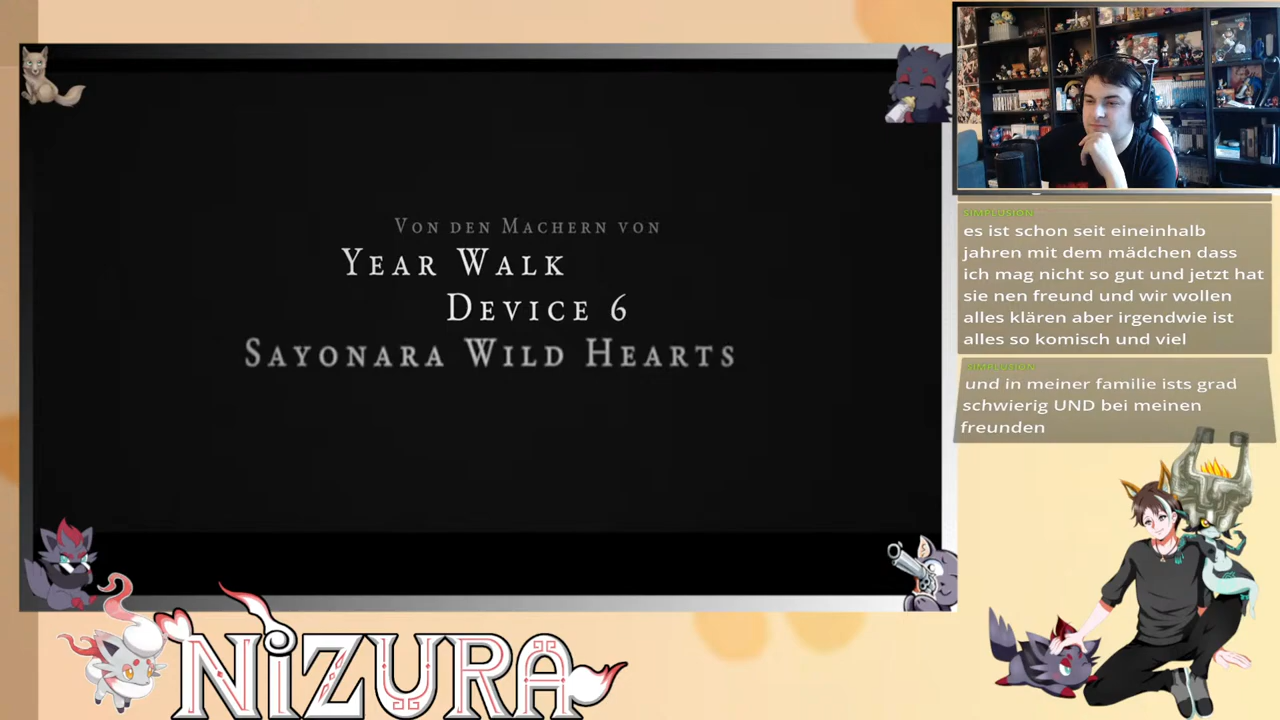 Von den Machern von
Year Walk
Device 6
Sayonara Wild Hearts
SIMPLUSION
es ist schon seit eineinhalb
jahren mit dem mädchen dass
ich mag nicht so gut und jetzt hat
sie nen freund und wir wollen
alles klären aber irgendwie ist
alles so komisch und viel
und in meiner familie ists grad
schwierig UND bei meinen
freunden
NIZURA